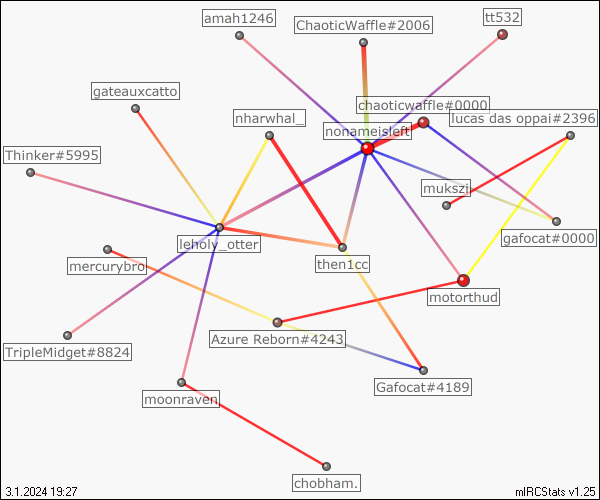 amah1246
ChaoticWaffle#2006
tt532
gateauxcatto
nharwhal_
chaoticwaffle#0000
nonameisleft
lucas das oppai#2396
Thinker#5995
mukszi
leholy_otter
gafocat#0000
mercurybro
then1cc
motorthud
Azure Reborn#4243
TripleMidget#8824
Gafocat#4189
moonraven
chobham.
3.1.2024 19:27
mIRCStats v1.25